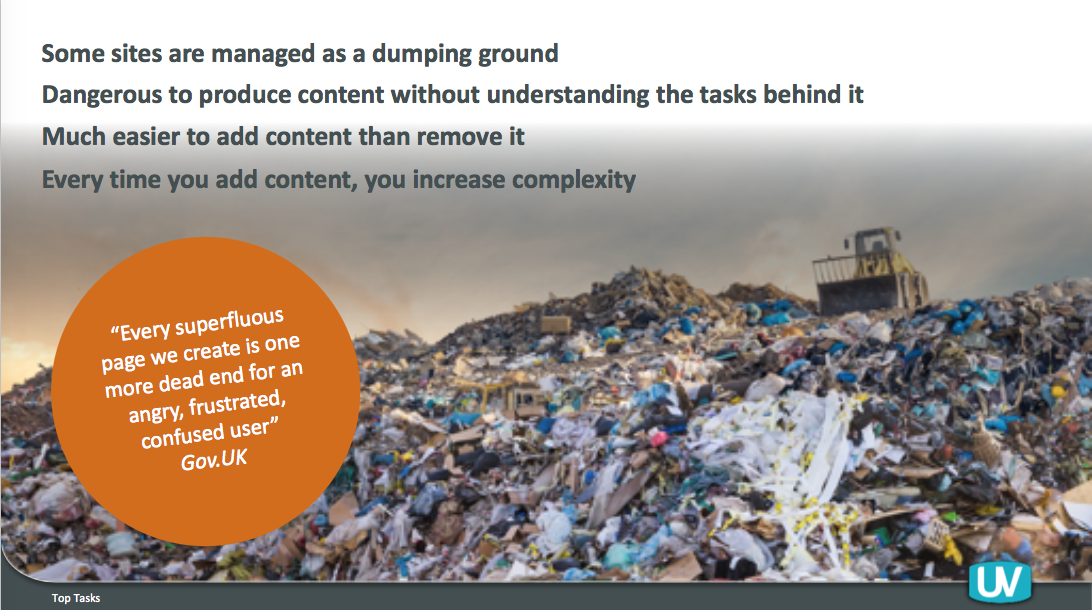 Some sites are managed as a dumping ground
Dangerous to produce content without understanding the tasks behind it
Much easier to add content than remove it
Every time you add content, you increase complexity
“Every superfluous
page we create is one
more dead end for an
angry, frustrated,
confused user”
Gov.UK
Top Tasks
UV